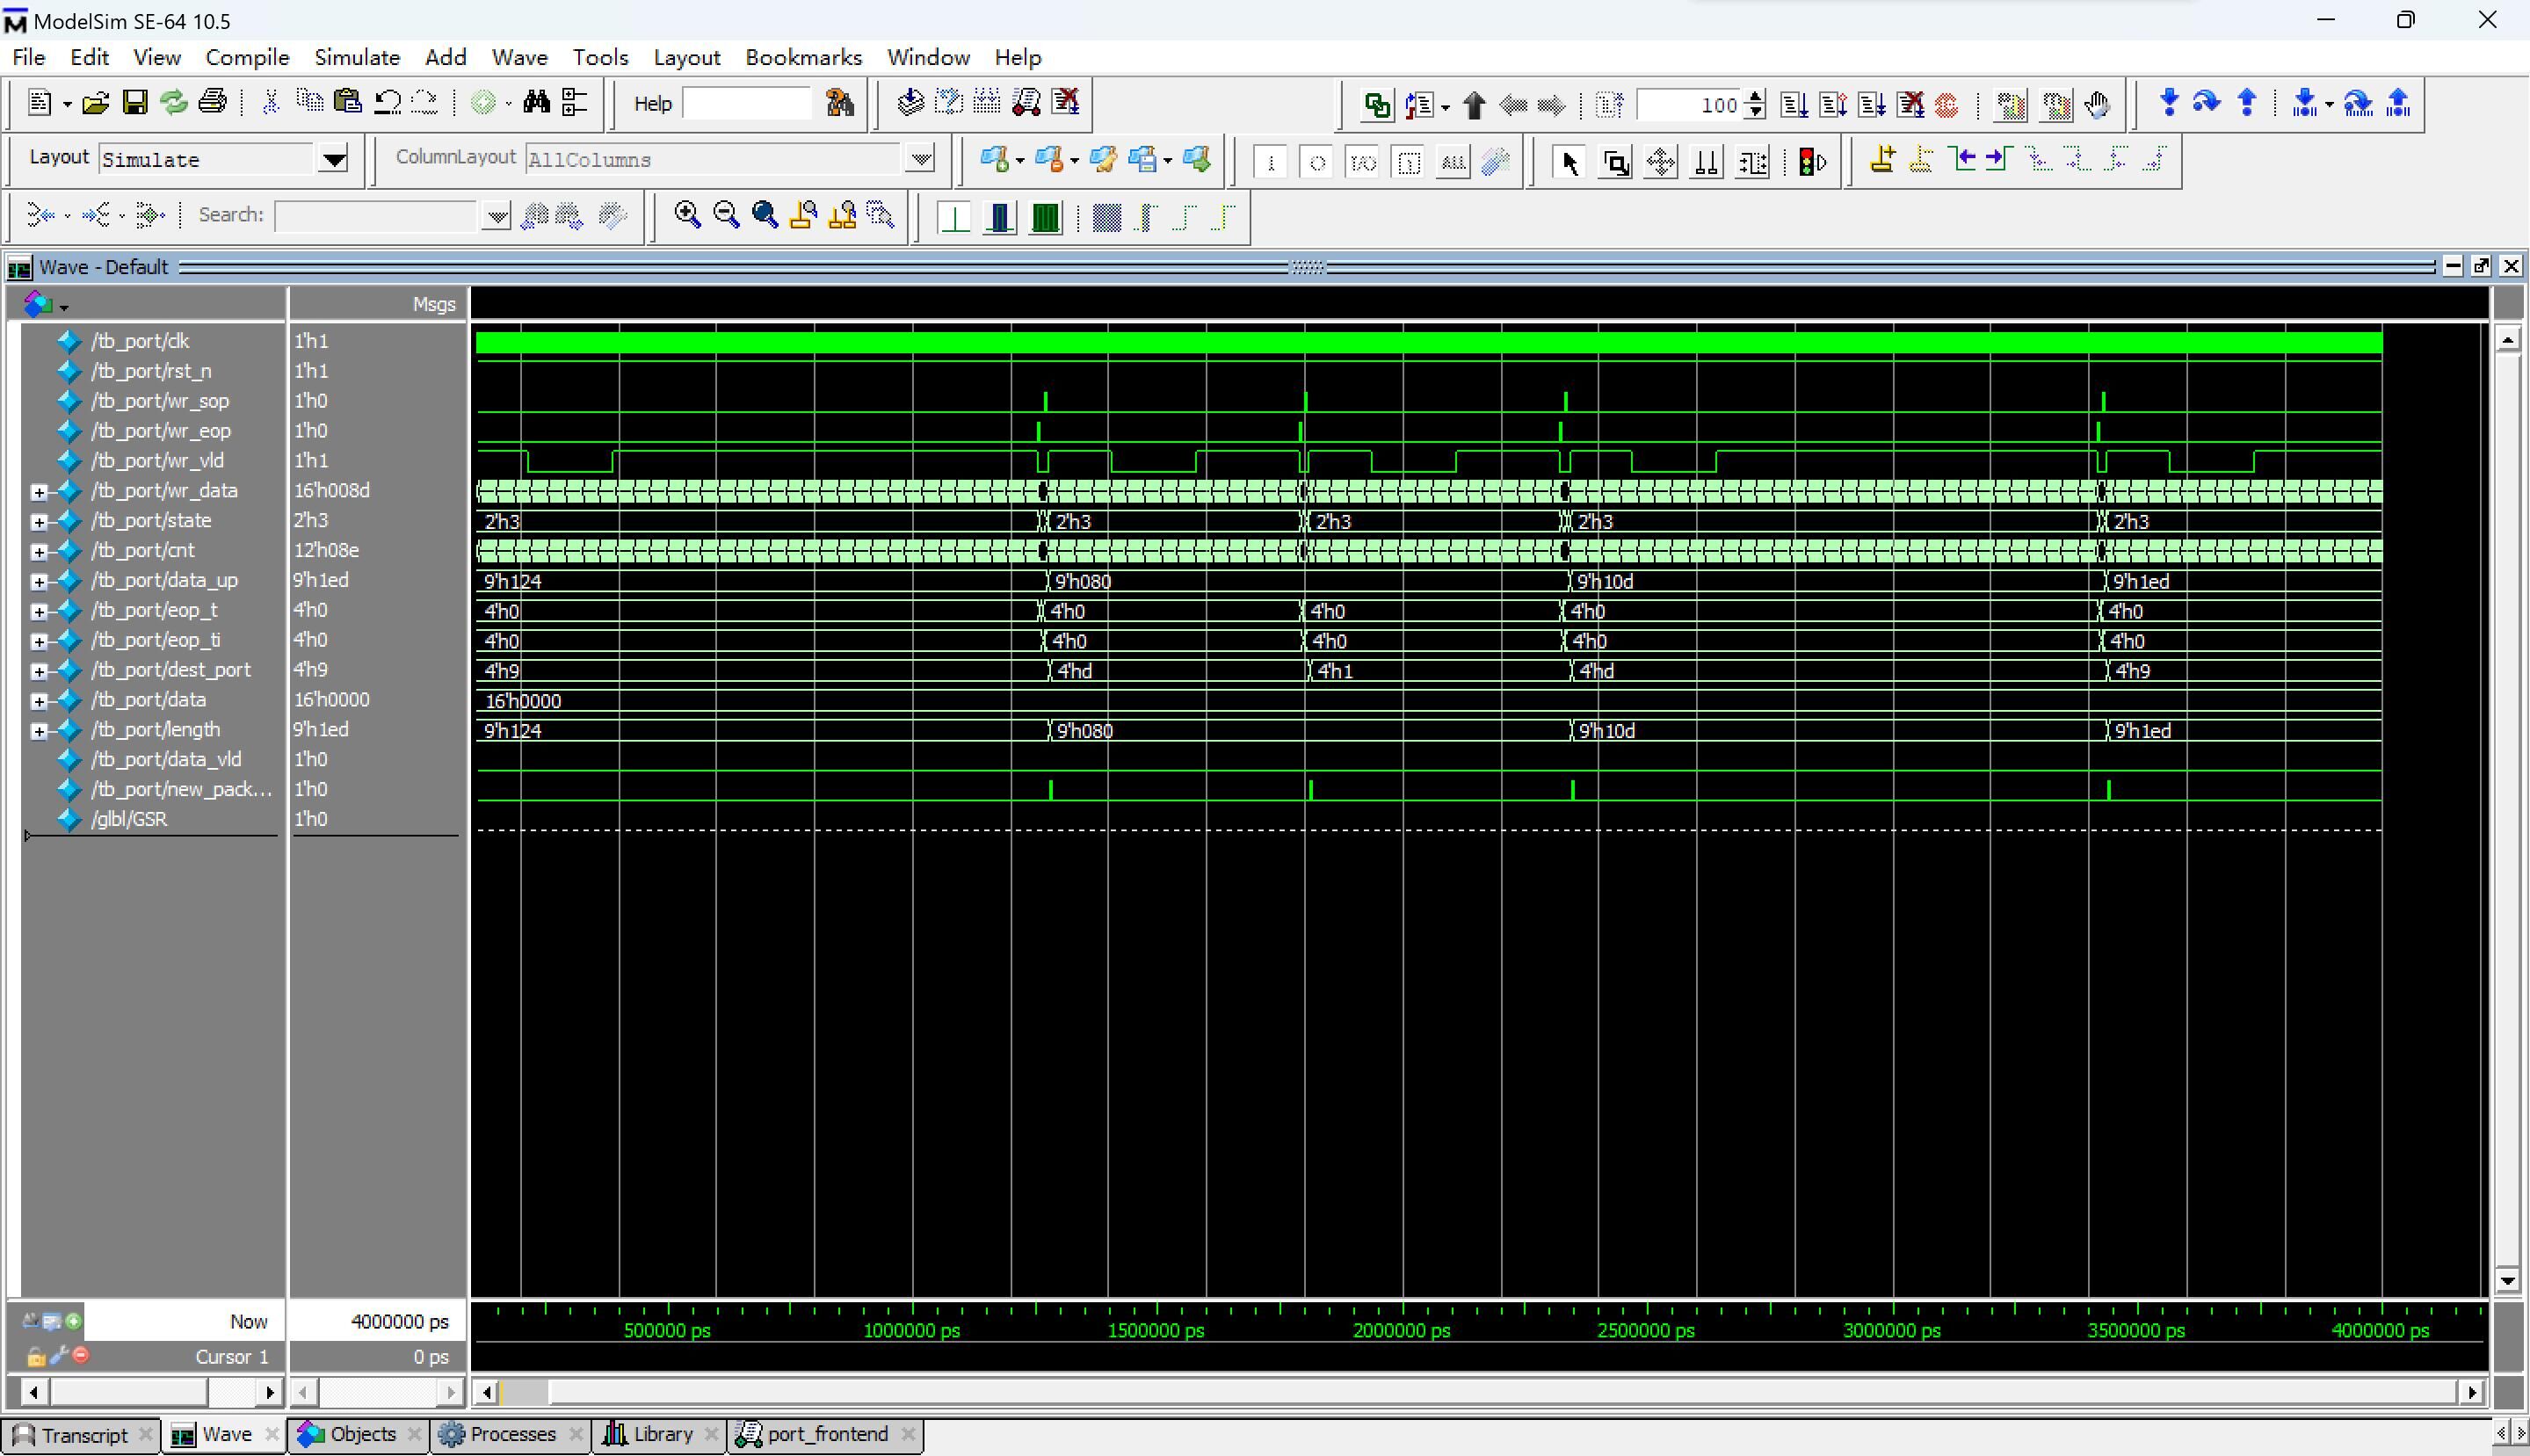 ModelSim SE-64 10.5
File Edit View Compile Simulate Add Wave Tools Layout Bookmarks Window Help
Help 100
Layout Simulate ColumnLayout AllColumns I/O ALL
Search:
Wave - Default
Msgs
/tb_port/clk 1'h1
/tb_port/rst_n 1'h1
/tb_port/wr_sop 1'h0
/tb_port/wr_eop 1'h0
/tb_port/wr_vld 1'h1
/tb_port/wr_data 16'h008d
/tb_port/state 2'h3 2'h3 2'h3 2'h3 2'h3 2'h3
/tb_port/cnt 12'h08e
/tb_port/data_up 9'h1ed 9'h124 9'h080 9'h10d 9'h1ed
/tb_port/eop_t 4'h0 4'h0 4'h0 4'h0 4'h0 4'h0
/tb_port/eop_ti 4'h0 4'h0 4'h0 4'h0 4'h0 4'h0
/tb_port/dest_port 4'h9 4'h9 4'hd 4'h1 4'hd 4'h9
/tb_port/data 16'h0000 16'h0000
/tb_port/length 9'h1ed 9'h124 9'h080 9'h10d 9'h1ed
/tb_port/data_vld 1'h0
/tb_port/new_pack... 1'h0
/glbl/GSR 1'h0
Now 4000000 ps
500000 ps 1000000 ps 1500000 ps 2000000 ps 2500000 ps 3000000 ps 3500000 ps 4000000 ps
Cursor 1 0 ps
Transcript Wave Objects Processes Library port_frontend